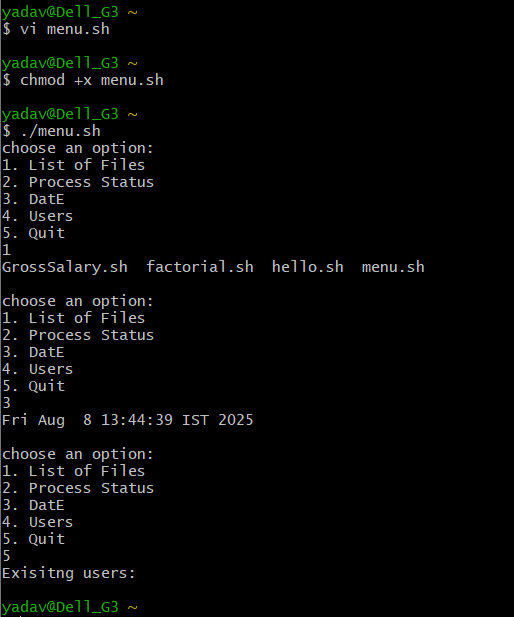 yadav@Dell_G3 ~
$ vi menu.sh
yadav@Dell_G3 ~
$ chmod +x menu.sh
yadav@Dell_G3 ~
$ ./menu.sh
choose an option:
1. List of Files
2. Process Status
3. DatE
4. Users
5. Quit
1
GrossSalary.sh  factorial.sh  hello.sh  menu.sh
choose an option:
1. List of Files
2. Process Status
3. DatE
4. Users
5. Quit
3
Fri Aug  8 13:44:39 IST 2025
choose an option:
1. List of Files
2. Process Status
3. DatE
4. Users
5. Quit
5
Exisitng users:
yadav@Dell_G3 ~